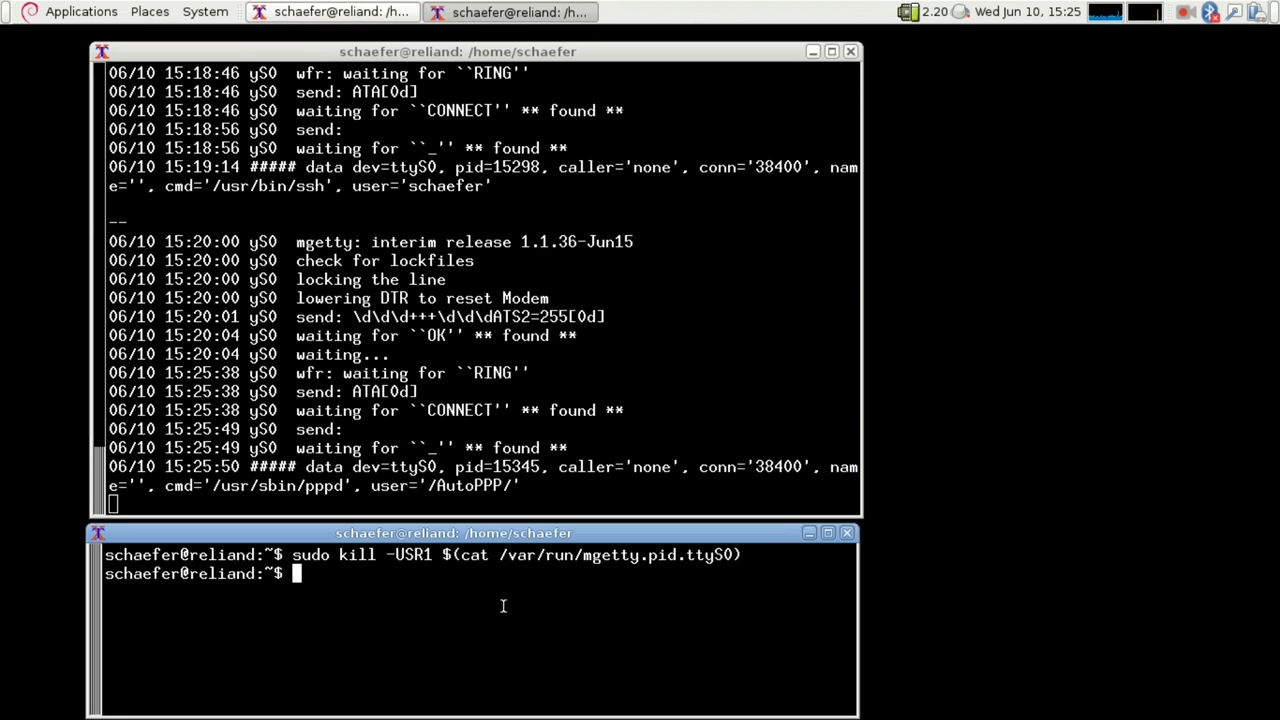 Applications Places System schaefer@reliand: /h... schaefer@reliand: /h... 2.20 Wed Jun 10, 15:25
schaefer@reliand: /home/schaefer
06/10 15:18:46 yS0  wfr: waiting for ``RING''
06/10 15:18:46 yS0  send: ATA[0d]
06/10 15:18:46 yS0  waiting for ``CONNECT'' ** found **
06/10 15:18:56 yS0  send:
06/10 15:18:56 yS0  waiting for ``_'' ** found **
06/10 15:19:14 ##### data dev=ttyS0, pid=15298, caller='none', conn='38400', nam
e='', cmd='/usr/bin/ssh', user='schaefer'
--
06/10 15:20:00 yS0  mgetty: interim release 1.1.36-Jun15
06/10 15:20:00 yS0  check for lockfiles
06/10 15:20:00 yS0  locking the line
06/10 15:20:00 yS0  lowering DTR to reset Modem
06/10 15:20:01 yS0  send: \d\d\d+++\d\d\dATS2=255[0d]
06/10 15:20:04 yS0  waiting for ``OK'' ** found **
06/10 15:20:04 yS0  waiting...
06/10 15:25:38 yS0  wfr: waiting for ``RING''
06/10 15:25:38 yS0  send: ATA[0d]
06/10 15:25:38 yS0  waiting for ``CONNECT'' ** found **
06/10 15:25:49 yS0  send:
06/10 15:25:49 yS0  waiting for ``_'' ** found **
06/10 15:25:50 ##### data dev=ttyS0, pid=15345, caller='none', conn='38400', nam
e='', cmd='/usr/sbin/pppd', user='/AutoPPP/'
schaefer@reliand: /home/schaefer
schaefer@reliand:~$ sudo kill -USR1 $(cat /var/run/mgetty.pid.ttyS0)
schaefer@reliand:~$